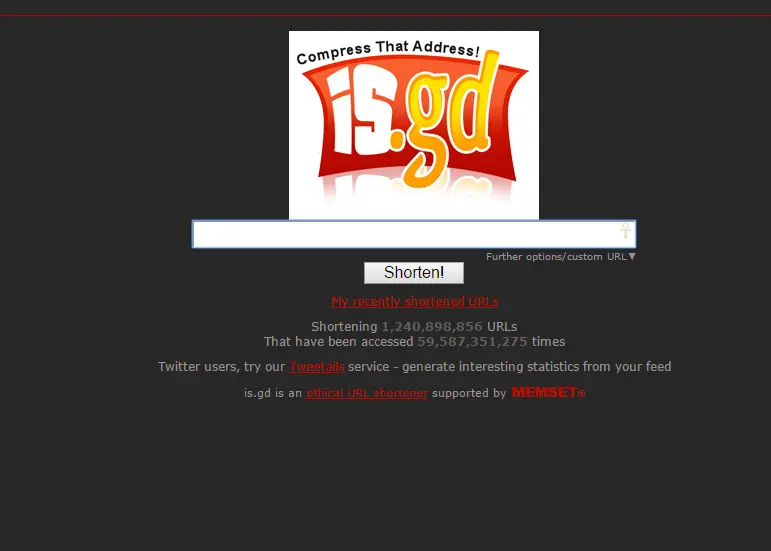 Compress That Address!
is.gd
Further options/custom URL▼
Shorten!
My recently shortened URLs
Shortening 1,240,898,856 URLs
That have been accessed 59,587,351,275 times
Twitter users, try our Tweetails service - generate interesting statistics from your feed
is.gd is an ethical URL shortener supported by MEMSET®